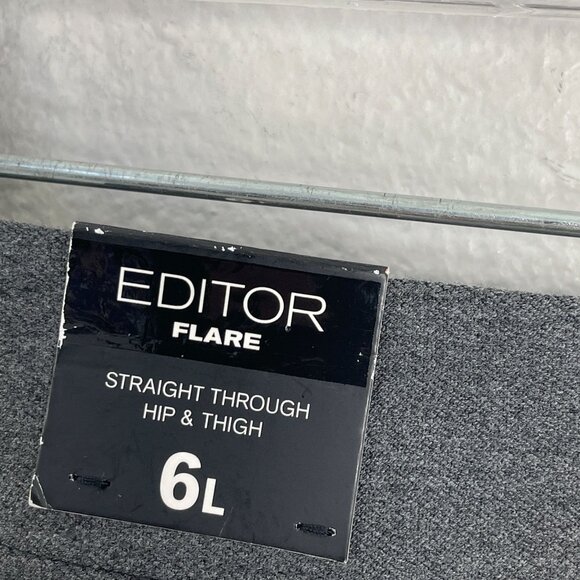 EDITOR
FLARE
STRAIGHT THROUGH
HIP & THIGH
6L